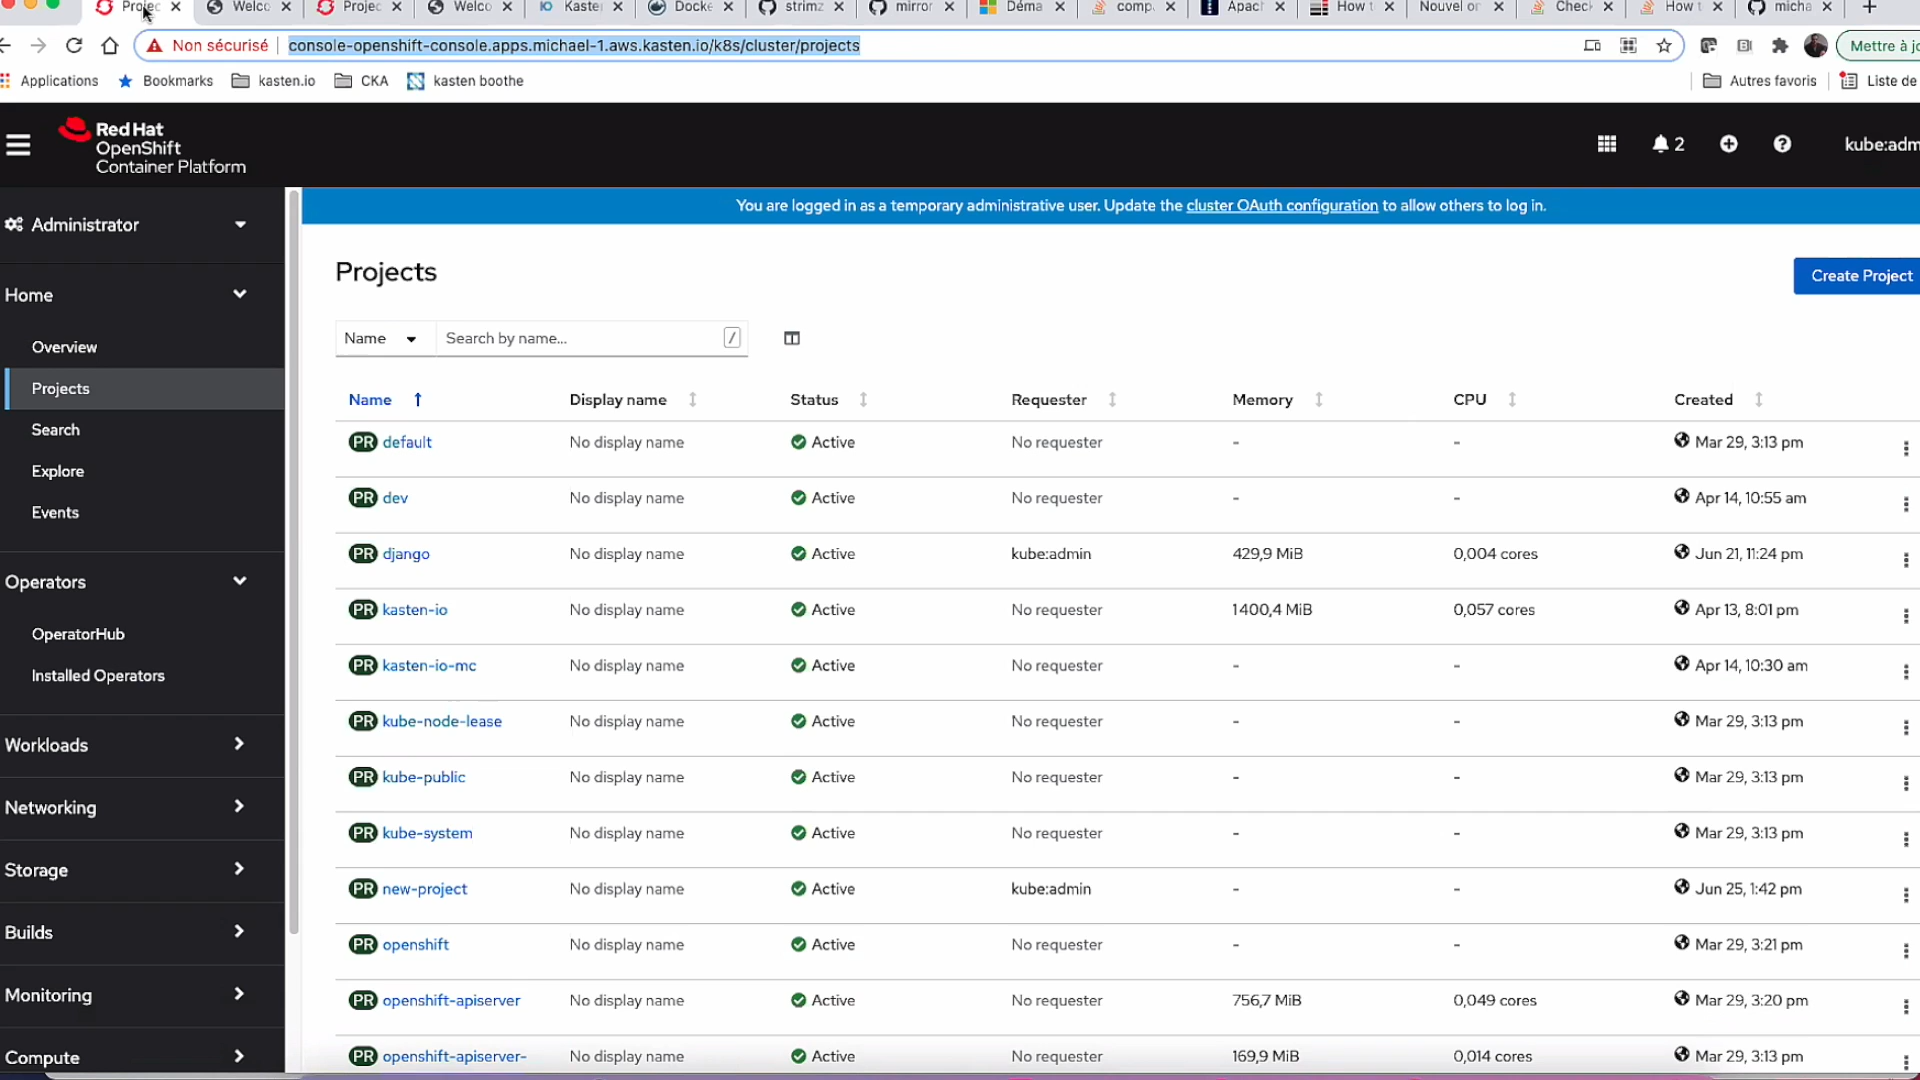 Projec Welco Projec Welco Kaste Docke strimz mirror Déma comp Apac How t Nouvel on Check How t micha
Non sécurisé console-openshift-console.apps.michael-1.aws.kasten.io/k8s/cluster/projects Mettre à jo
Applications Bookmarks kasten.io CKA kasten boothe Autres favoris Liste de
Red Hat
OpenShift
Container Platform
2 kube:adm
Administrator
You are logged in as a temporary administrative user. Update the cluster OAuth configuration to allow others to log in.
Home
Overview
Projects
Search
Explore
Events
Operators
OperatorHub
Installed Operators
Workloads
Networking
Storage
Builds
Monitoring
Compute
Projects
Create Project
Name Search by name... /
Name Display name Status Requester Memory CPU Created
PR default No display name Active No requester - - Mar 29, 3:13 pm
PR dev No display name Active No requester - - Apr 14, 10:55 am
PR django No display name Active kube:admin 429,9 MiB 0,004 cores Jun 21, 11:24 pm
PR kasten-io No display name Active No requester 1400,4 MiB 0,057 cores Apr 13, 8:01 pm
PR kasten-io-mc No display name Active No requester - - Apr 14, 10:30 am
PR kube-node-lease No display name Active No requester - - Mar 29, 3:13 pm
PR kube-public No display name Active No requester - - Mar 29, 3:13 pm
PR kube-system No display name Active No requester - - Mar 29, 3:13 pm
PR new-project No display name Active kube:admin - - Jun 25, 1:42 pm
PR openshift No display name Active No requester - - Mar 29, 3:21 pm
PR openshift-apiserver No display name Active No requester 756,7 MiB 0,049 cores Mar 29, 3:20 pm
PR openshift-apiserver- No display name Active No requester 169,9 MiB 0,014 cores Mar 29, 3:13 pm